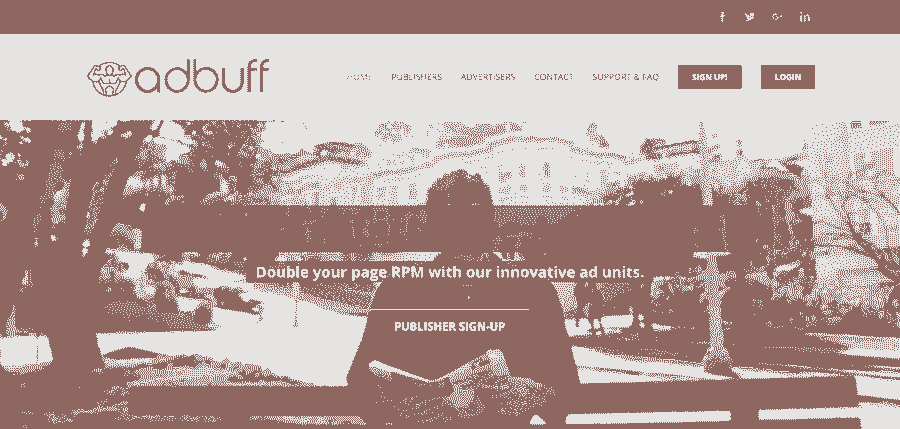 adbuff
HOME PUBLISHERS ADVERTISERS CONTACT SUPPORT & FAQ SIGN UP! LOGIN
Double your page RPM with our innovative ad units.
PUBLISHER SIGN-UP